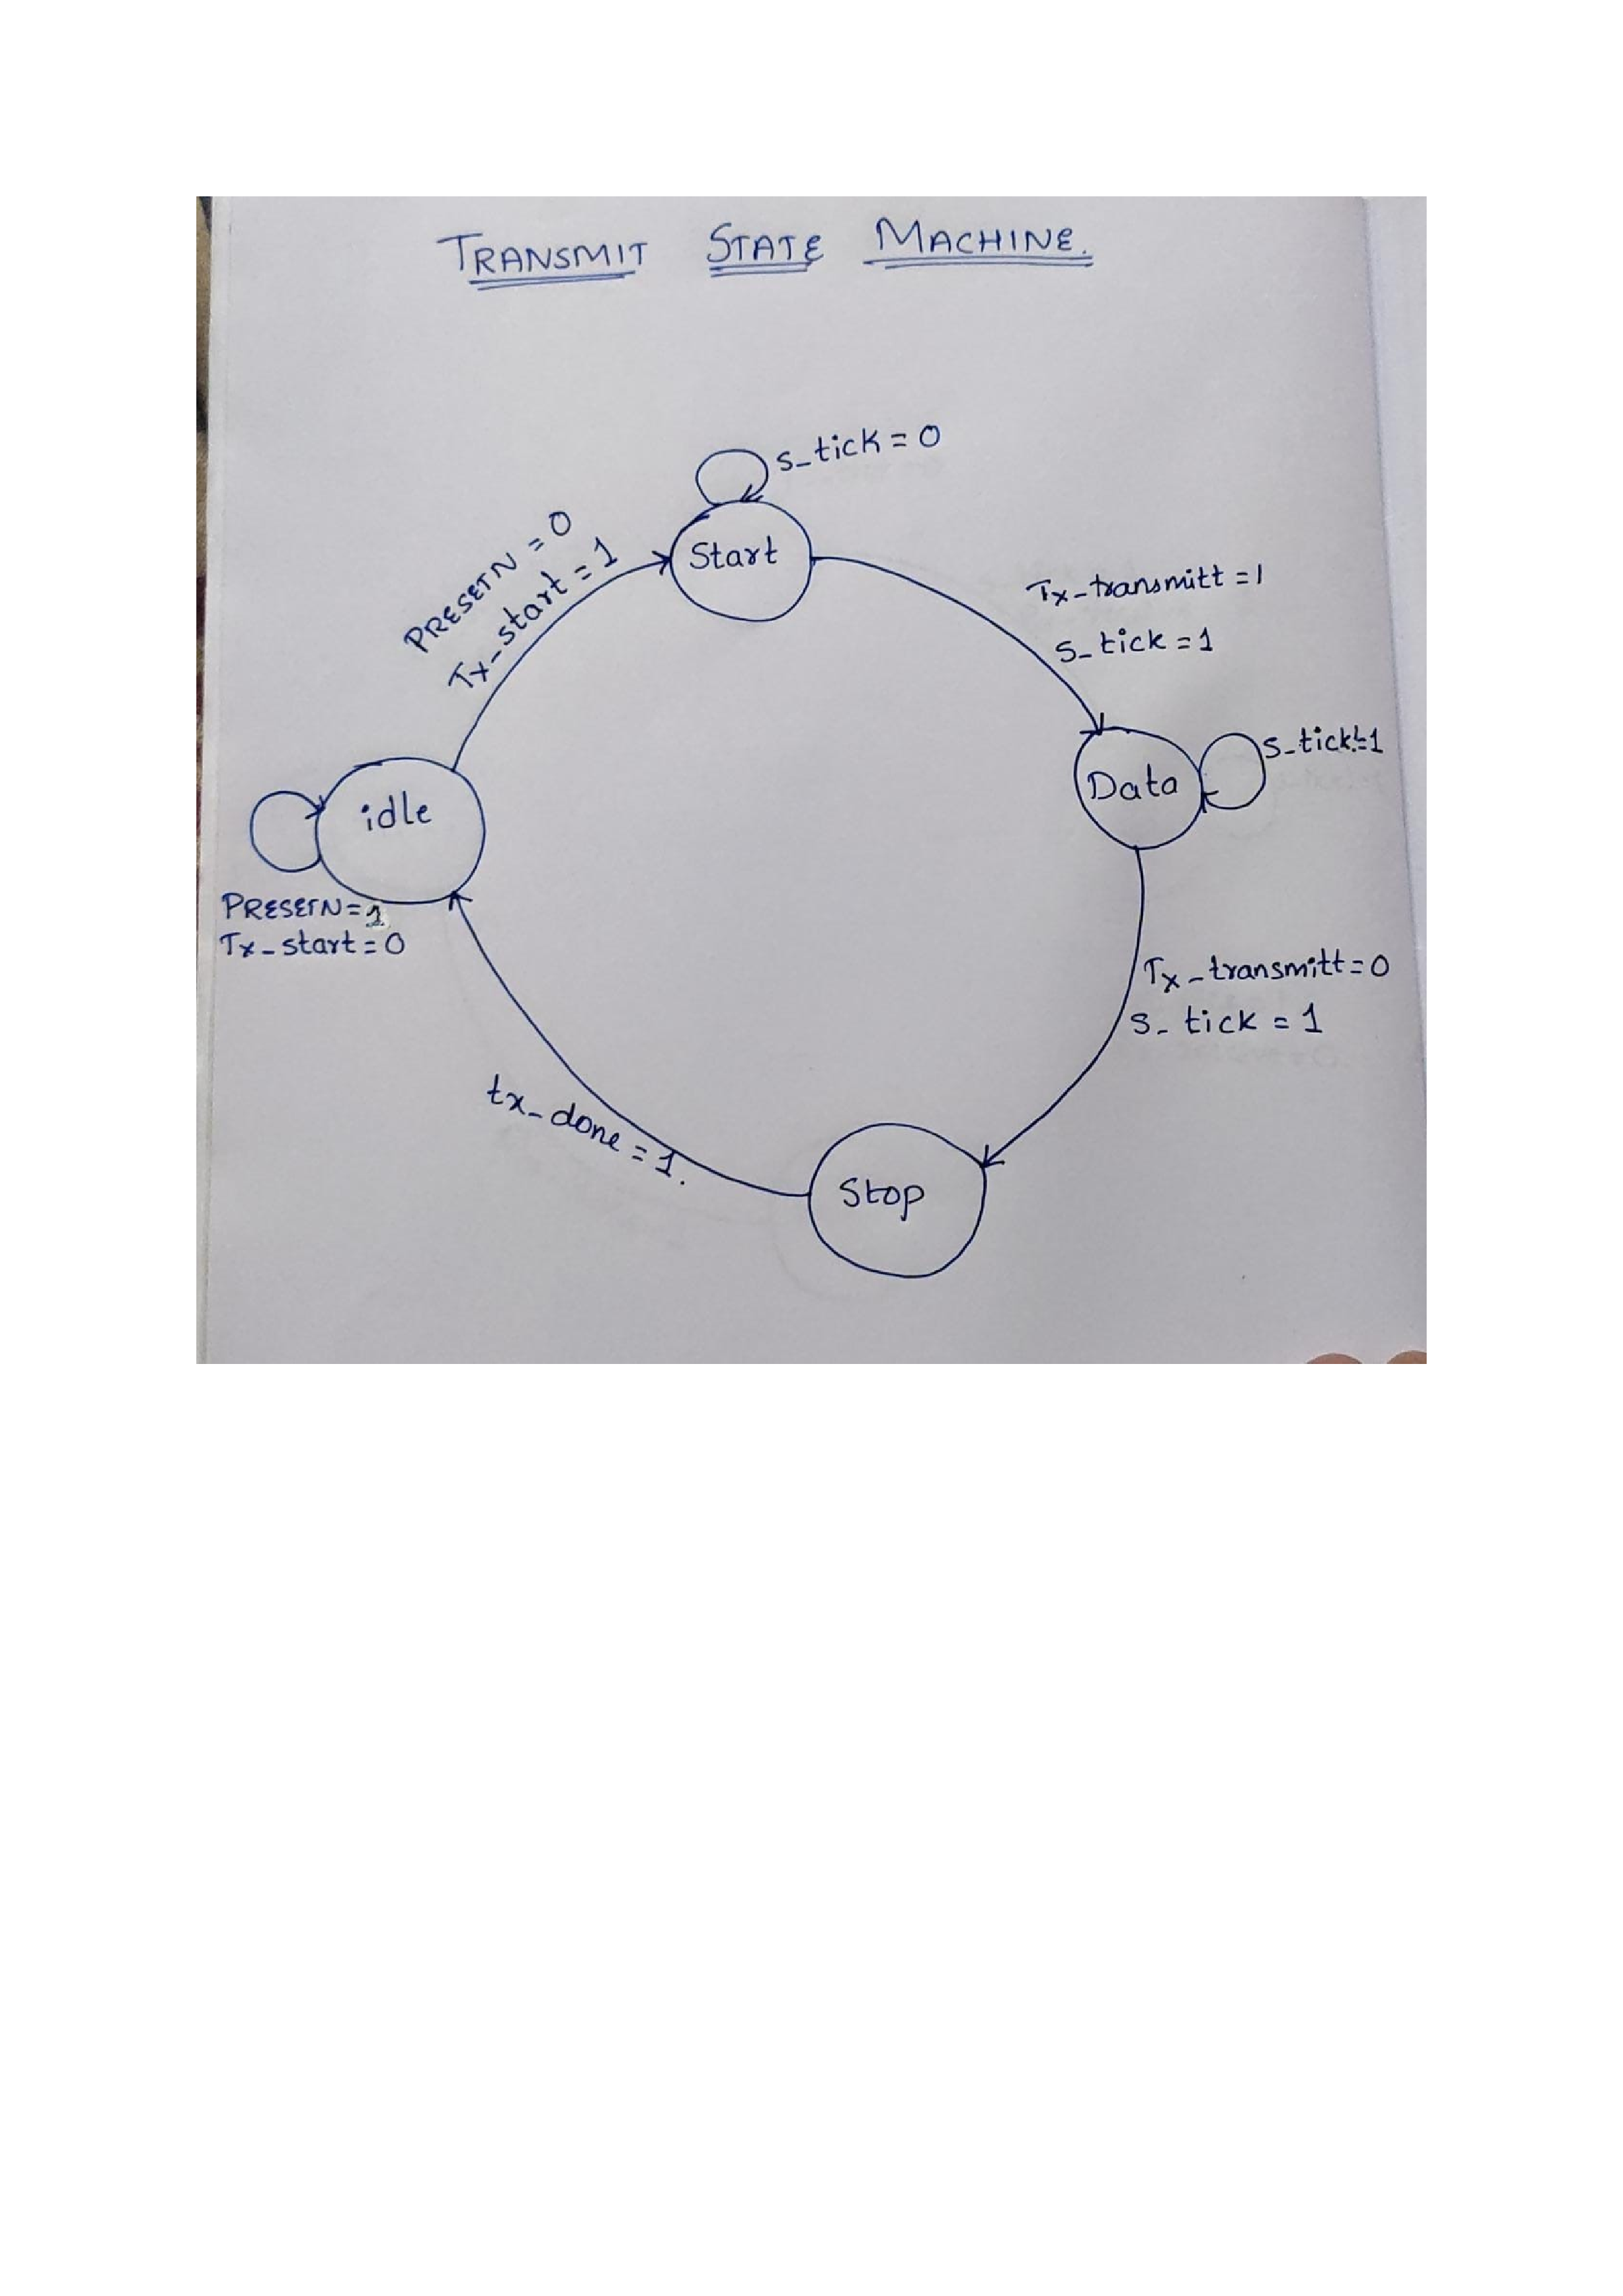 TRANSMIT STATE MACHINE.
s_tick = 0
PRESETN = 0
Tx_start = 1
Start
Tx_transmitt = 1
s_tick = 1
Data
s_tick!=1
idle
PRESETN = 1
Tx_start = 0
Tx_transmitt = 0
s_tick = 1
tx_done = 1.
Stop